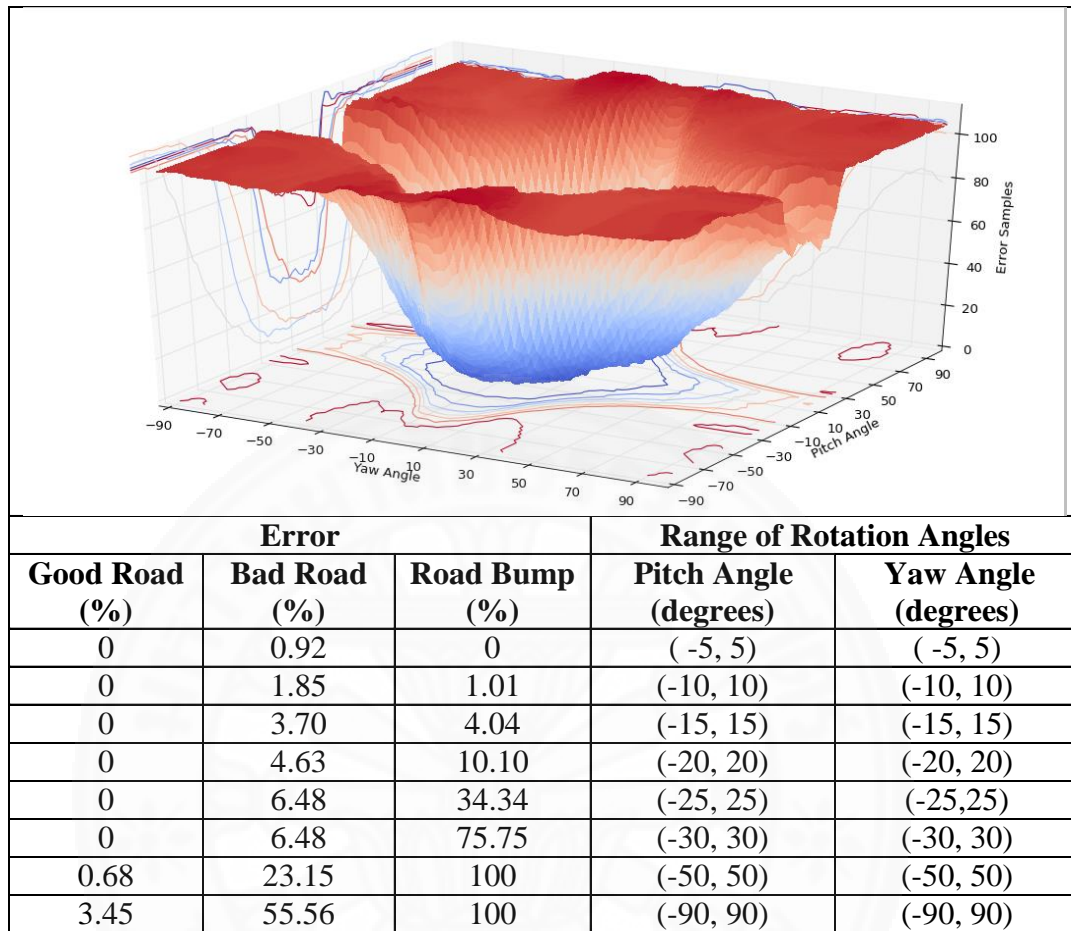 100
80
60
40
20
0
Error Samples
−90 −70 −50 −30 −10 10 30 50 70 90
Yaw Angle
−90 −70 −50 −30 −10 10 30 50 70 90
Pitch Angle
Error Range of Rotation Angles
Good Road (%) Bad Road (%) Road Bump (%) Pitch Angle (degrees) Yaw Angle (degrees)
0 0.92 0 ( -5, 5) ( -5, 5)
0 1.85 1.01 (-10, 10) (-10, 10)
0 3.70 4.04 (-15, 15) (-15, 15)
0 4.63 10.10 (-20, 20) (-20, 20)
0 6.48 34.34 (-25, 25) (-25,25)
0 6.48 75.75 (-30, 30) (-30, 30)
0.68 23.15 100 (-50, 50) (-50, 50)
3.45 55.56 100 (-90, 90) (-90, 90)